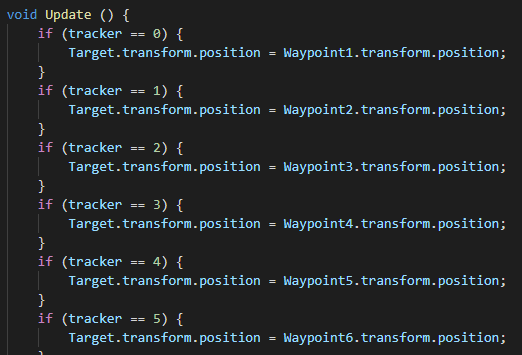 void Update () {
    if (tracker == 0) {
        Target.transform.position = Waypoint1.transform.position;
    }
    if (tracker == 1) {
        Target.transform.position = Waypoint2.transform.position;
    }
    if (tracker == 2) {
        Target.transform.position = Waypoint3.transform.position;
    }
    if (tracker == 3) {
        Target.transform.position = Waypoint4.transform.position;
    }
    if (tracker == 4) {
        Target.transform.position = Waypoint5.transform.position;
    }
    if (tracker == 5) {
        Target.transform.position = Waypoint6.transform.position;
    }